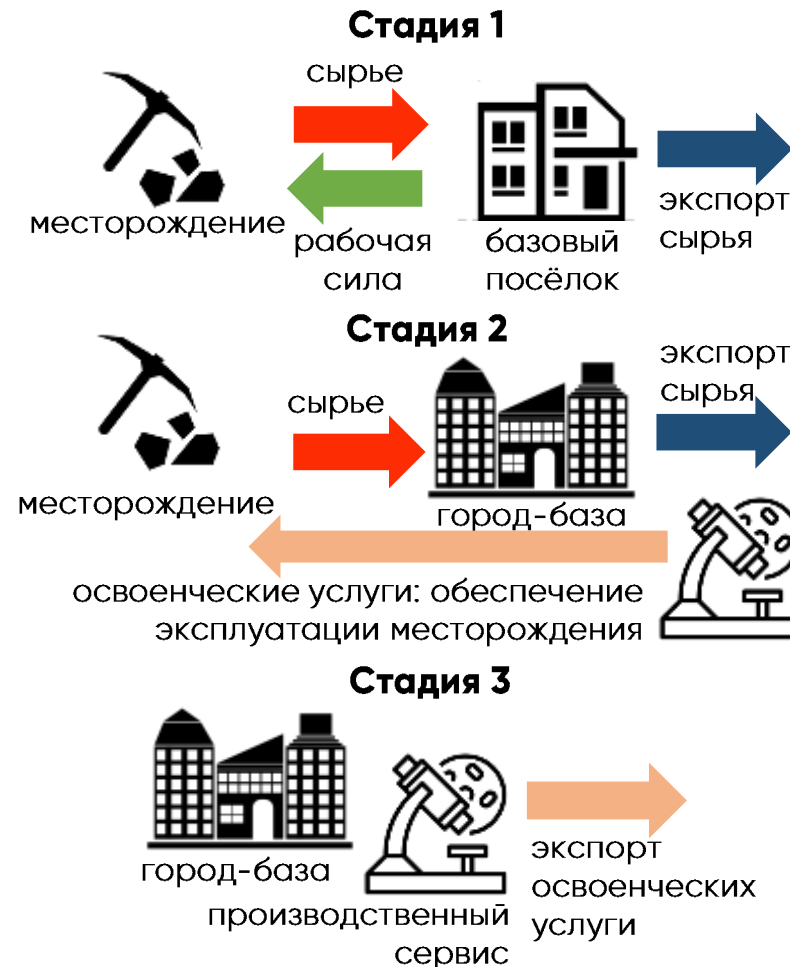 Стадия 1
сырье
месторождение
рабочая
сила
базовый
посёлок
экспорт
сырья
Стадия 2
экспорт
сырья
сырье
месторождение
город-база
освоенческие услуги: обеспечение
эксплуатации месторождения
Стадия 3
город-база
производственный
сервис
экспорт
освоенческих
услуги